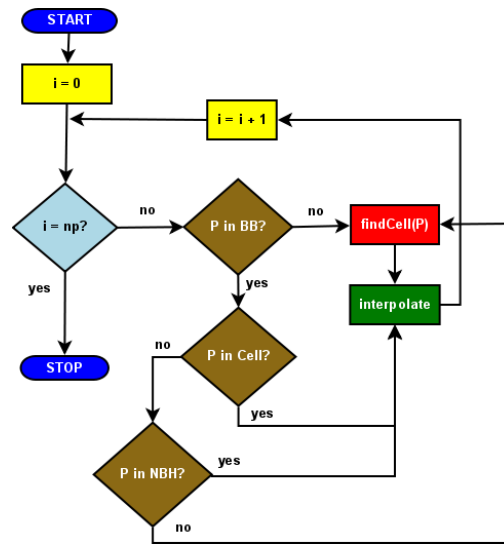 START
i = 0
i = i + 1
i = np?
no
P in BB?
no
findCell(P)
yes
yes
interpolate
STOP
no
P in Cell?
yes
P in NBH?
yes
no